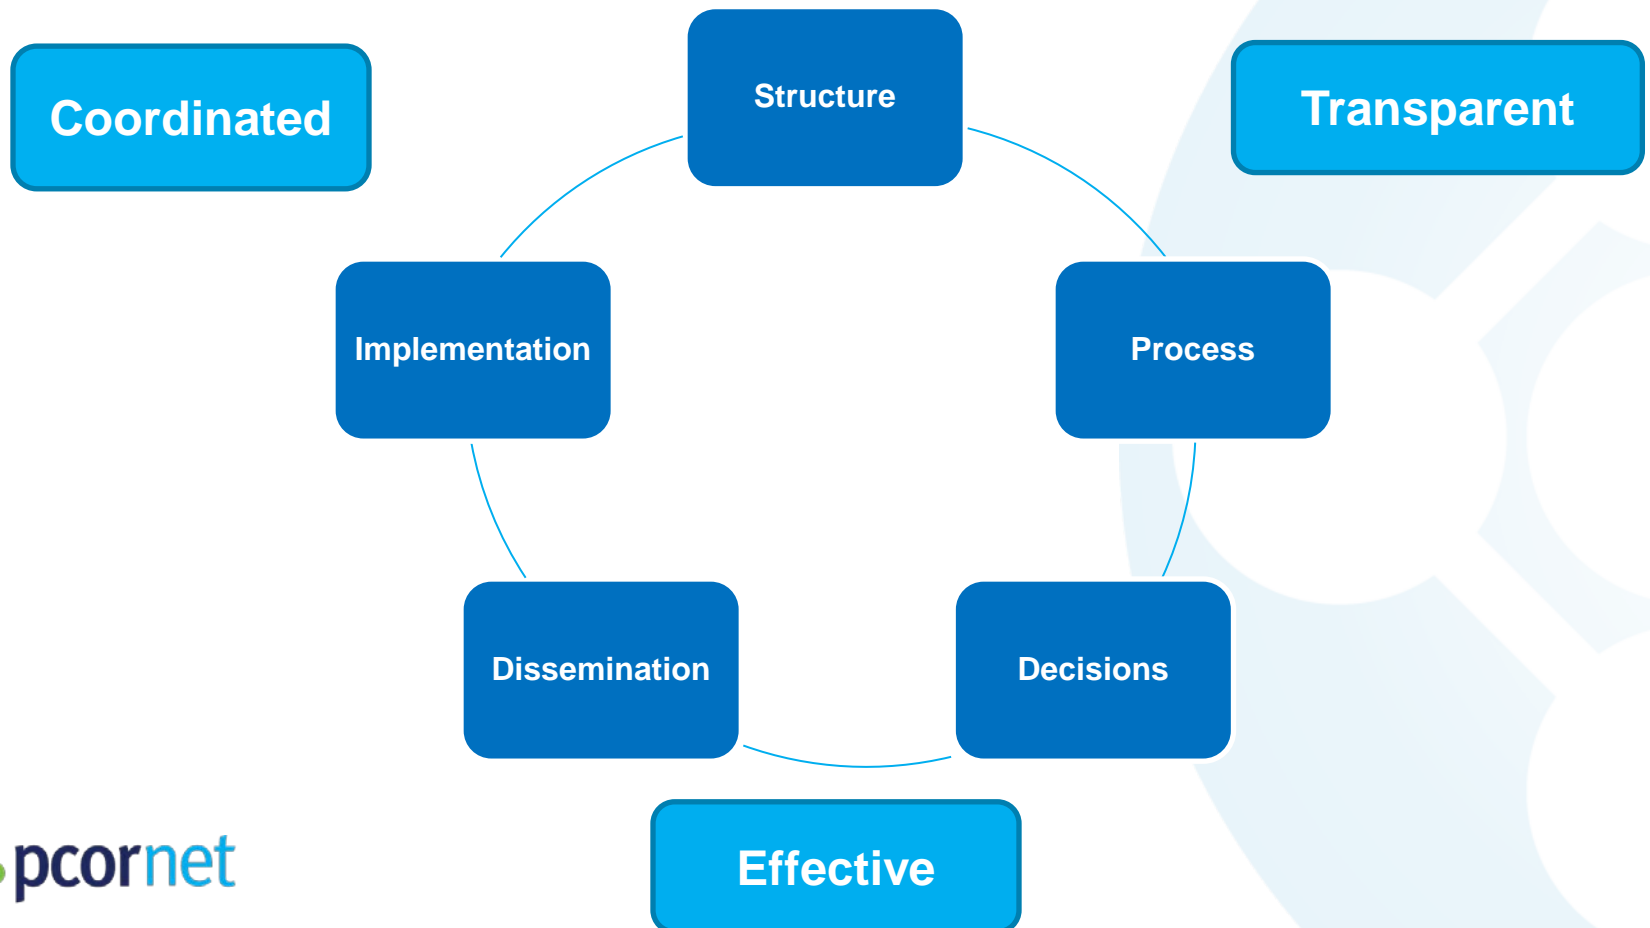 Structure
Coordinated
Transparent
Implementation
Process
Dissemination
Decisions
Effective
pcornet